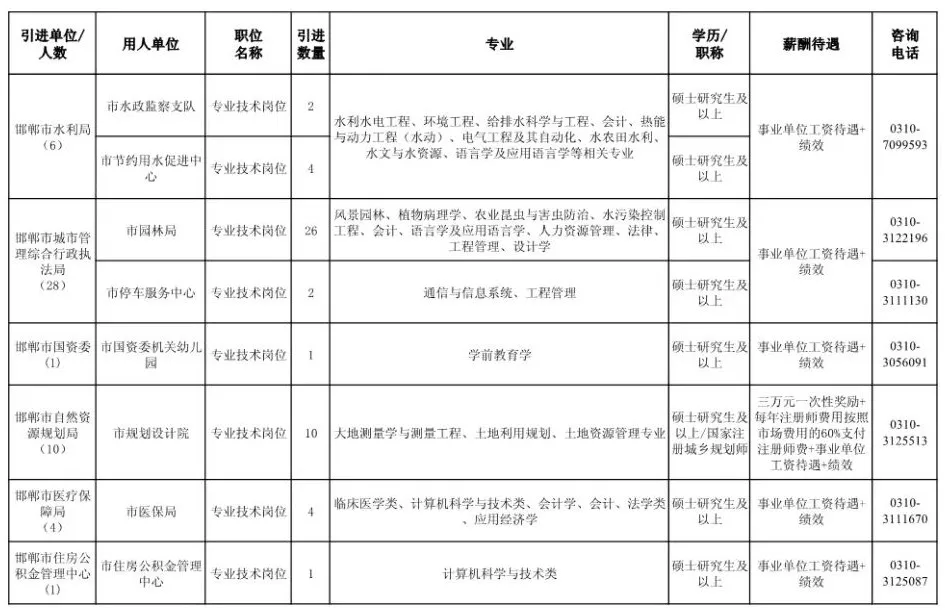 引进单位/
人数
用人单位
职位
名称
引进
数量
专业
学历/
职称
薪酬待遇
咨询
电话
邯郸市水利局
(6)
市水政监察支队
专业技术岗位
2
水利水电工程、环境工程、给排水科学与工程、会计、热能
与动力工程(水动)、电气工程及其自动化、水农田水利、
水文与水资源、语言学及应用语言学等相关专业
硕士研究生及
以上
事业单位工资待遇+
绩效
0310-
7099593
市节约用水促进中
心
专业技术岗位
4
硕士研究生及
以上
邯郸市城市管
理综合行政执
法局
(28)
市园林局
专业技术岗位
26
风景园林、植物病理学、农业昆虫与害虫防治、水污染控制
工程、会计、语言学及应用语言学、人力资源管理、法律、
工程管理、设计学
硕士研究生及
以上
事业单位工资待遇+
绩效
0310-
3122196
市停车服务中心
专业技术岗位
2
通信与信息系统、工程管理
硕士研究生及
以上
0310-
3111130
邯郸市国资委
(1)
市国资委机关幼儿
园
专业技术岗位
1
学前教育学
硕士研究生及
以上
事业单位工资待遇+
绩效
0310-
3056091
邯郸市自然资
源规划局
(10)
市规划设计院
专业技术岗位
10
大地测量学与测量工程、土地利用规划、土地资源管理专业
硕士研究生及
以上/国家注
册城乡规划师
三万元一次性奖励+
每年注册师费用按照
市场费用的60%支付
注册师费+事业单位
工资待遇+绩效
0310-
3125513
邯郸市医疗保
障局
(4)
市医保局
专业技术岗位
4
临床医学类、计算机科学与技术类、会计学、会计、法学类
、应用经济学
硕士研究生及
以上
事业单位工资待遇+
绩效
0310-
3111670
邯郸市住房公
积金管理中心
(1)
市住房公积金管理
中心
专业技术岗位
1
计算机科学与技术类
硕士研究生及
以上
事业单位工资待遇+
绩效
0310-
3125087